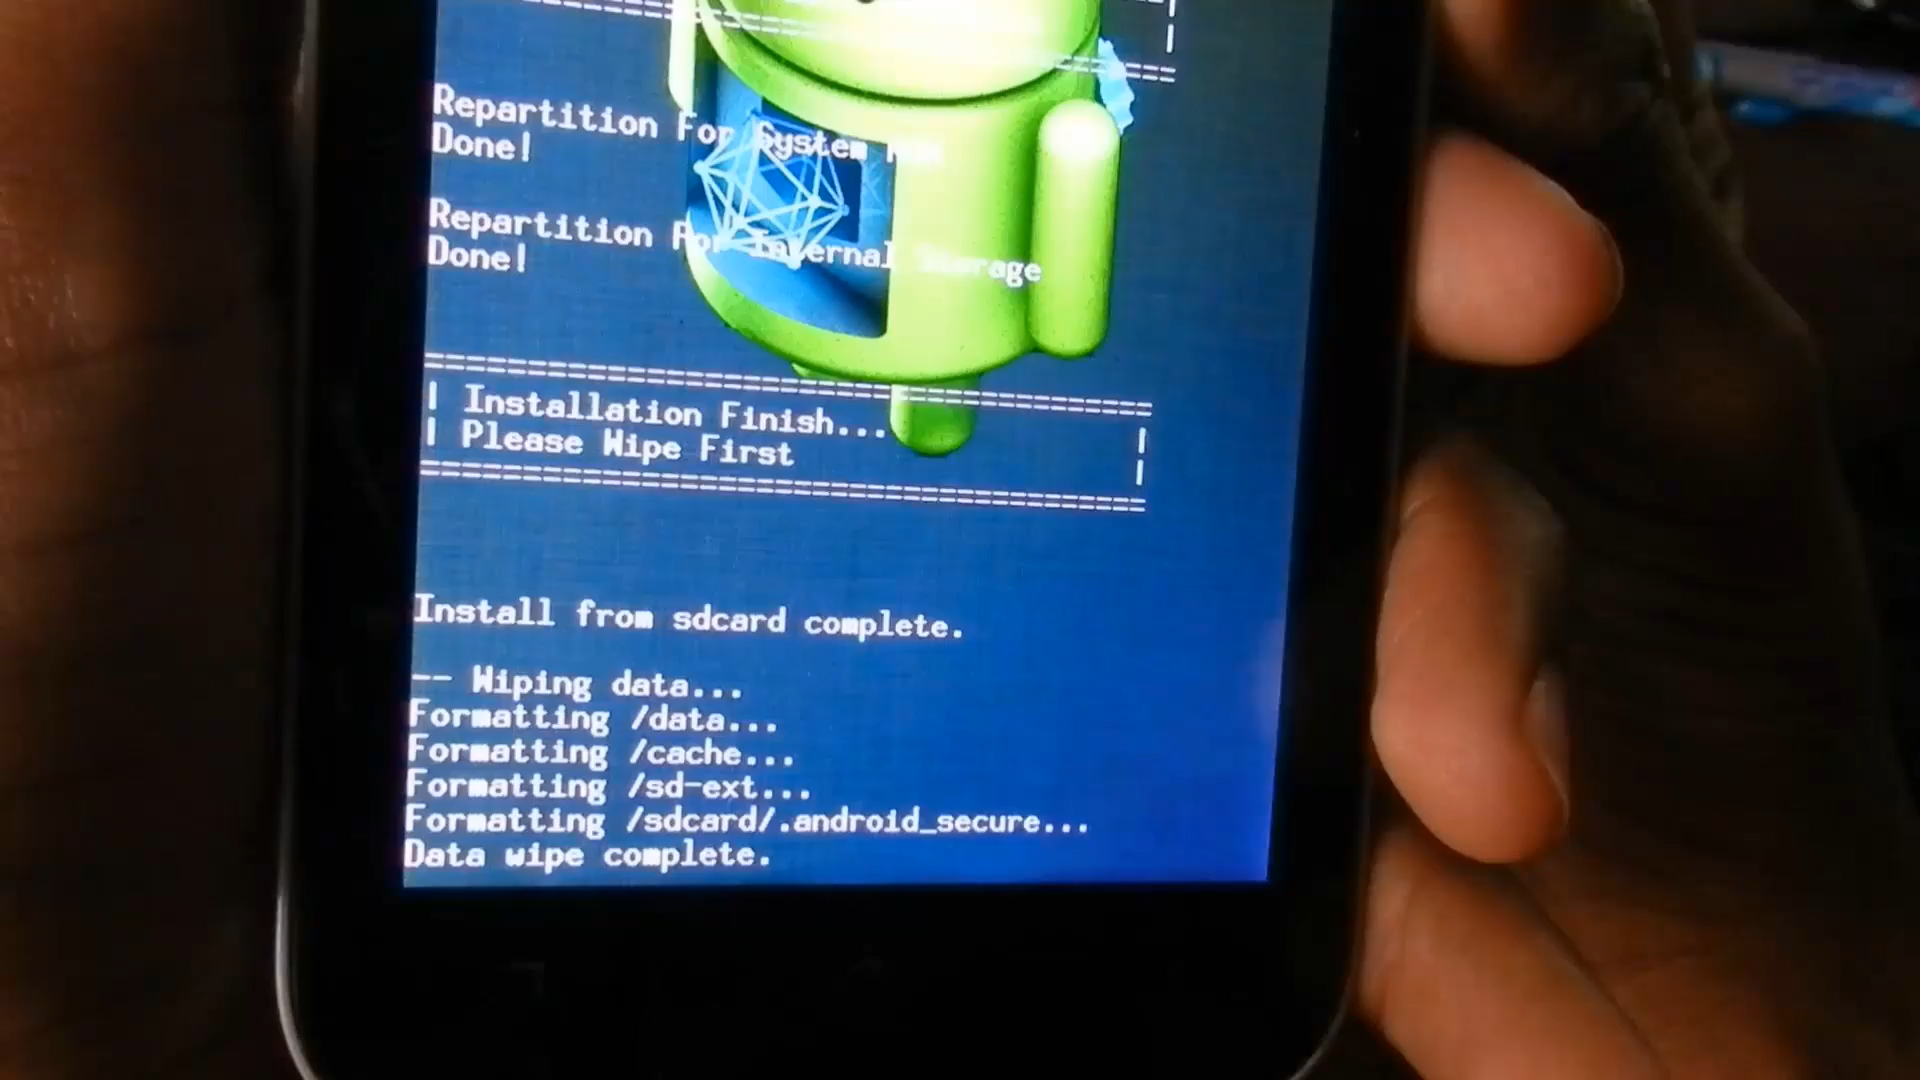 Repartition For System
Done!
Repartition For Internal Storage
Done!
==========================================
| Installation Finish... |
| Please Wipe First |
==========================================
Install from sdcard complete.
-- Wiping data...
Formatting /data...
Formatting /cache...
Formatting /sd-ext...
Formatting /sdcard/.android_secure...
Data wipe complete.